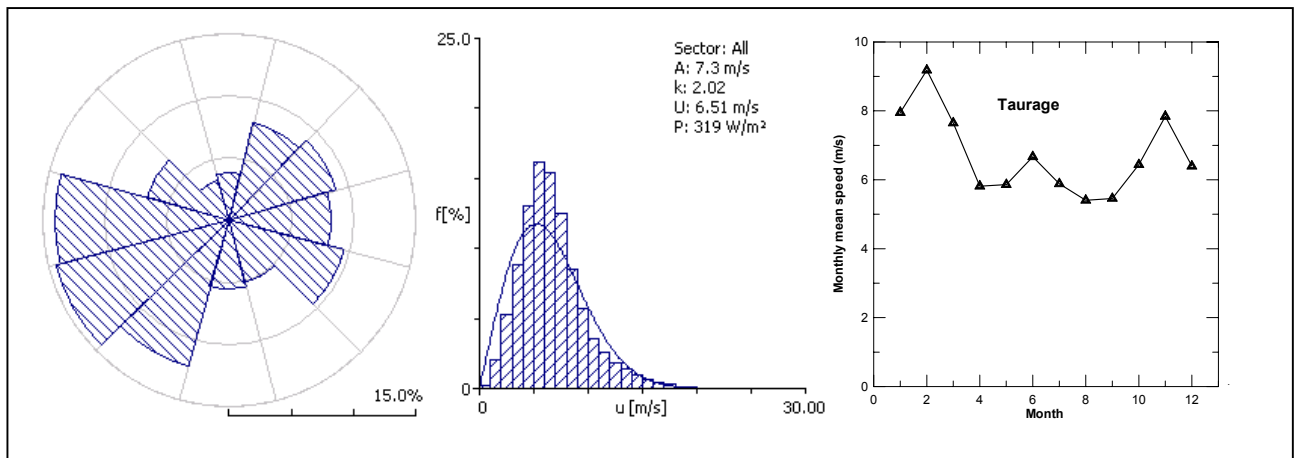 15.0%
25.0
f[%]
0
0
u [m/s]
30.00
Sector: All
A: 7.3 m/s
k: 2.02
U: 6.51 m/s
P: 319 W/m²
Taurage
Monthly mean speed (m/s)
10
8
6
4
2
0
0
2
4
6
8
10
12
Month